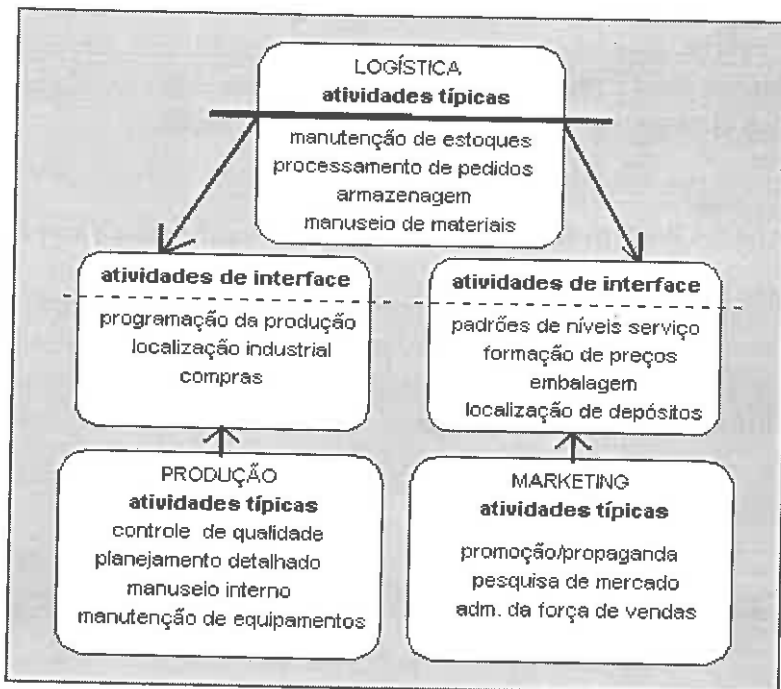 LOGÍSTICA
atividades típicas
manutenção de estoques
processamento de pedidos
armazenagem
manuseio de materiais
atividades de interface
programação da produção
localização industrial
compras
atividades de interface
padrões de níveis serviço
formação de preços
embalagem
localização de depósitos
PRODUÇÃO
atividades típicas
controle de qualidade
planejamento detalhado
manuseio interno
manutenção de equipamentos
MARKETING
atividades típicas
promoção/propaganda
pesquisa de mercado
adm. da força de vendas